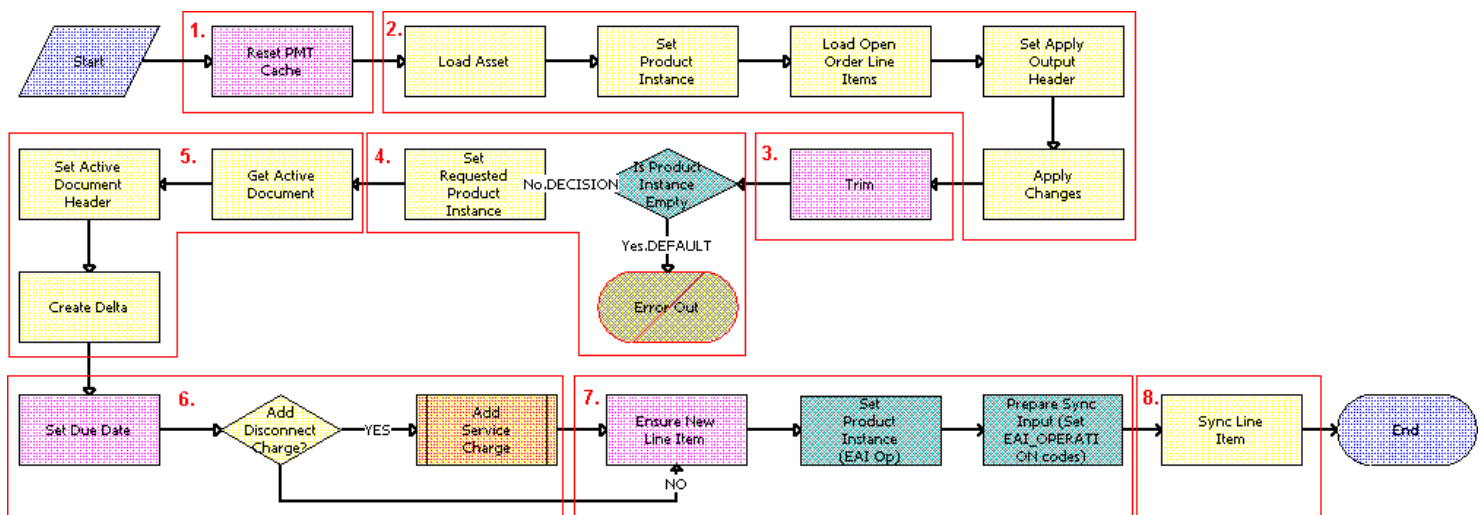 1.
2.
Start
Reset PMT
Cache
Load Asset
Set
Product
Instance
Load Open
Order Line
Items
Set Apply
Output
Header
5.
4.
3.
Set Active
Document
Header
Get Active
Document
Set
Requested
Product
Instance
No.DECISION
Is Product
Instance
Empty
Trim
Apply
Changes
Yes.DEFAULT
Create Delta
Error Out
6.
7.
8.
Set Due Date
Add
Disconnect
Charge?
YES
Add
Service
Charge
Ensure New
Line Item
Set
Product
Instance
(EAI Op)
Prepare Sync
Input (Set
EAI_OPERATI
ON codes)
Sync Line
Item
End
NO